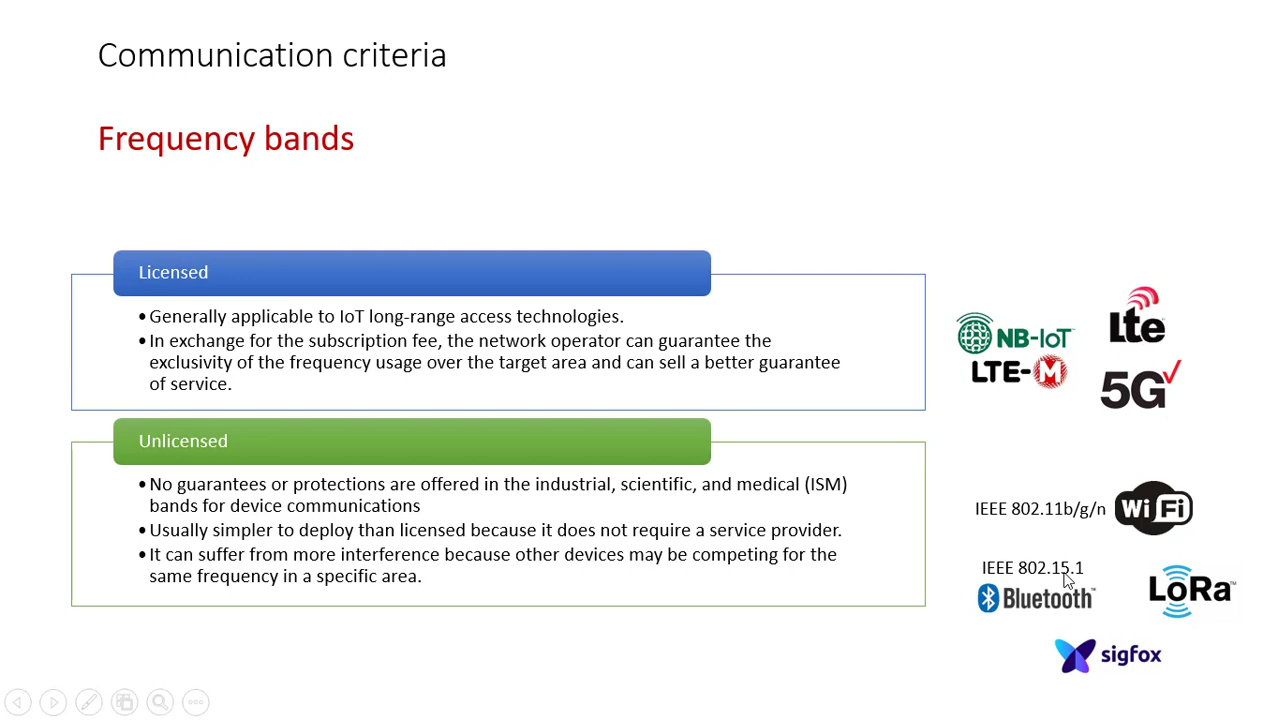 Communication criteria
Frequency bands
Licensed
•Generally applicable to IoT long-range access technologies.
•In exchange for the subscription fee, the network operator can guarantee the
exclusivity of the frequency usage over the target area and can sell a better guarantee
of service.
NB-IoT™
LTE-M
Lte
5G
Unlicensed
•No guarantees or protections are offered in the industrial, scientific, and medical (ISM)
bands for device communications
•Usually simpler to deploy than licensed because it does not require a service provider.
•It can suffer from more interference because other devices may be competing for the
same frequency in a specific area.
IEEE 802.11b/g/n WiFi
IEEE 802.15.1
Bluetooth™
LoRa™
sigfox